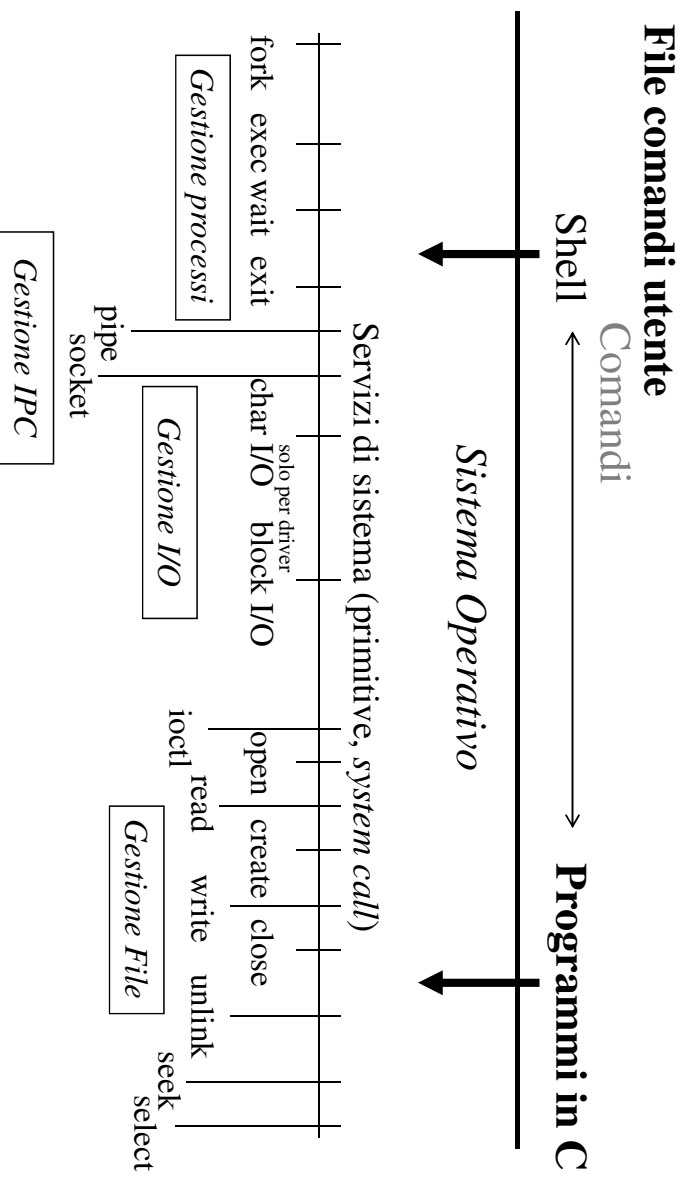 File comandi utente
Comandi
Shell
Programmi in C
Sistema Operativo
Servizi di sistema (primitive, system call)
solo per driver
fork exec wait exit char I/O block I/O open create close
ioctl read write unlink
pipe
socket
seek
select
Gestione processi
Gestione I/O
Gestione File
Gestione IPC